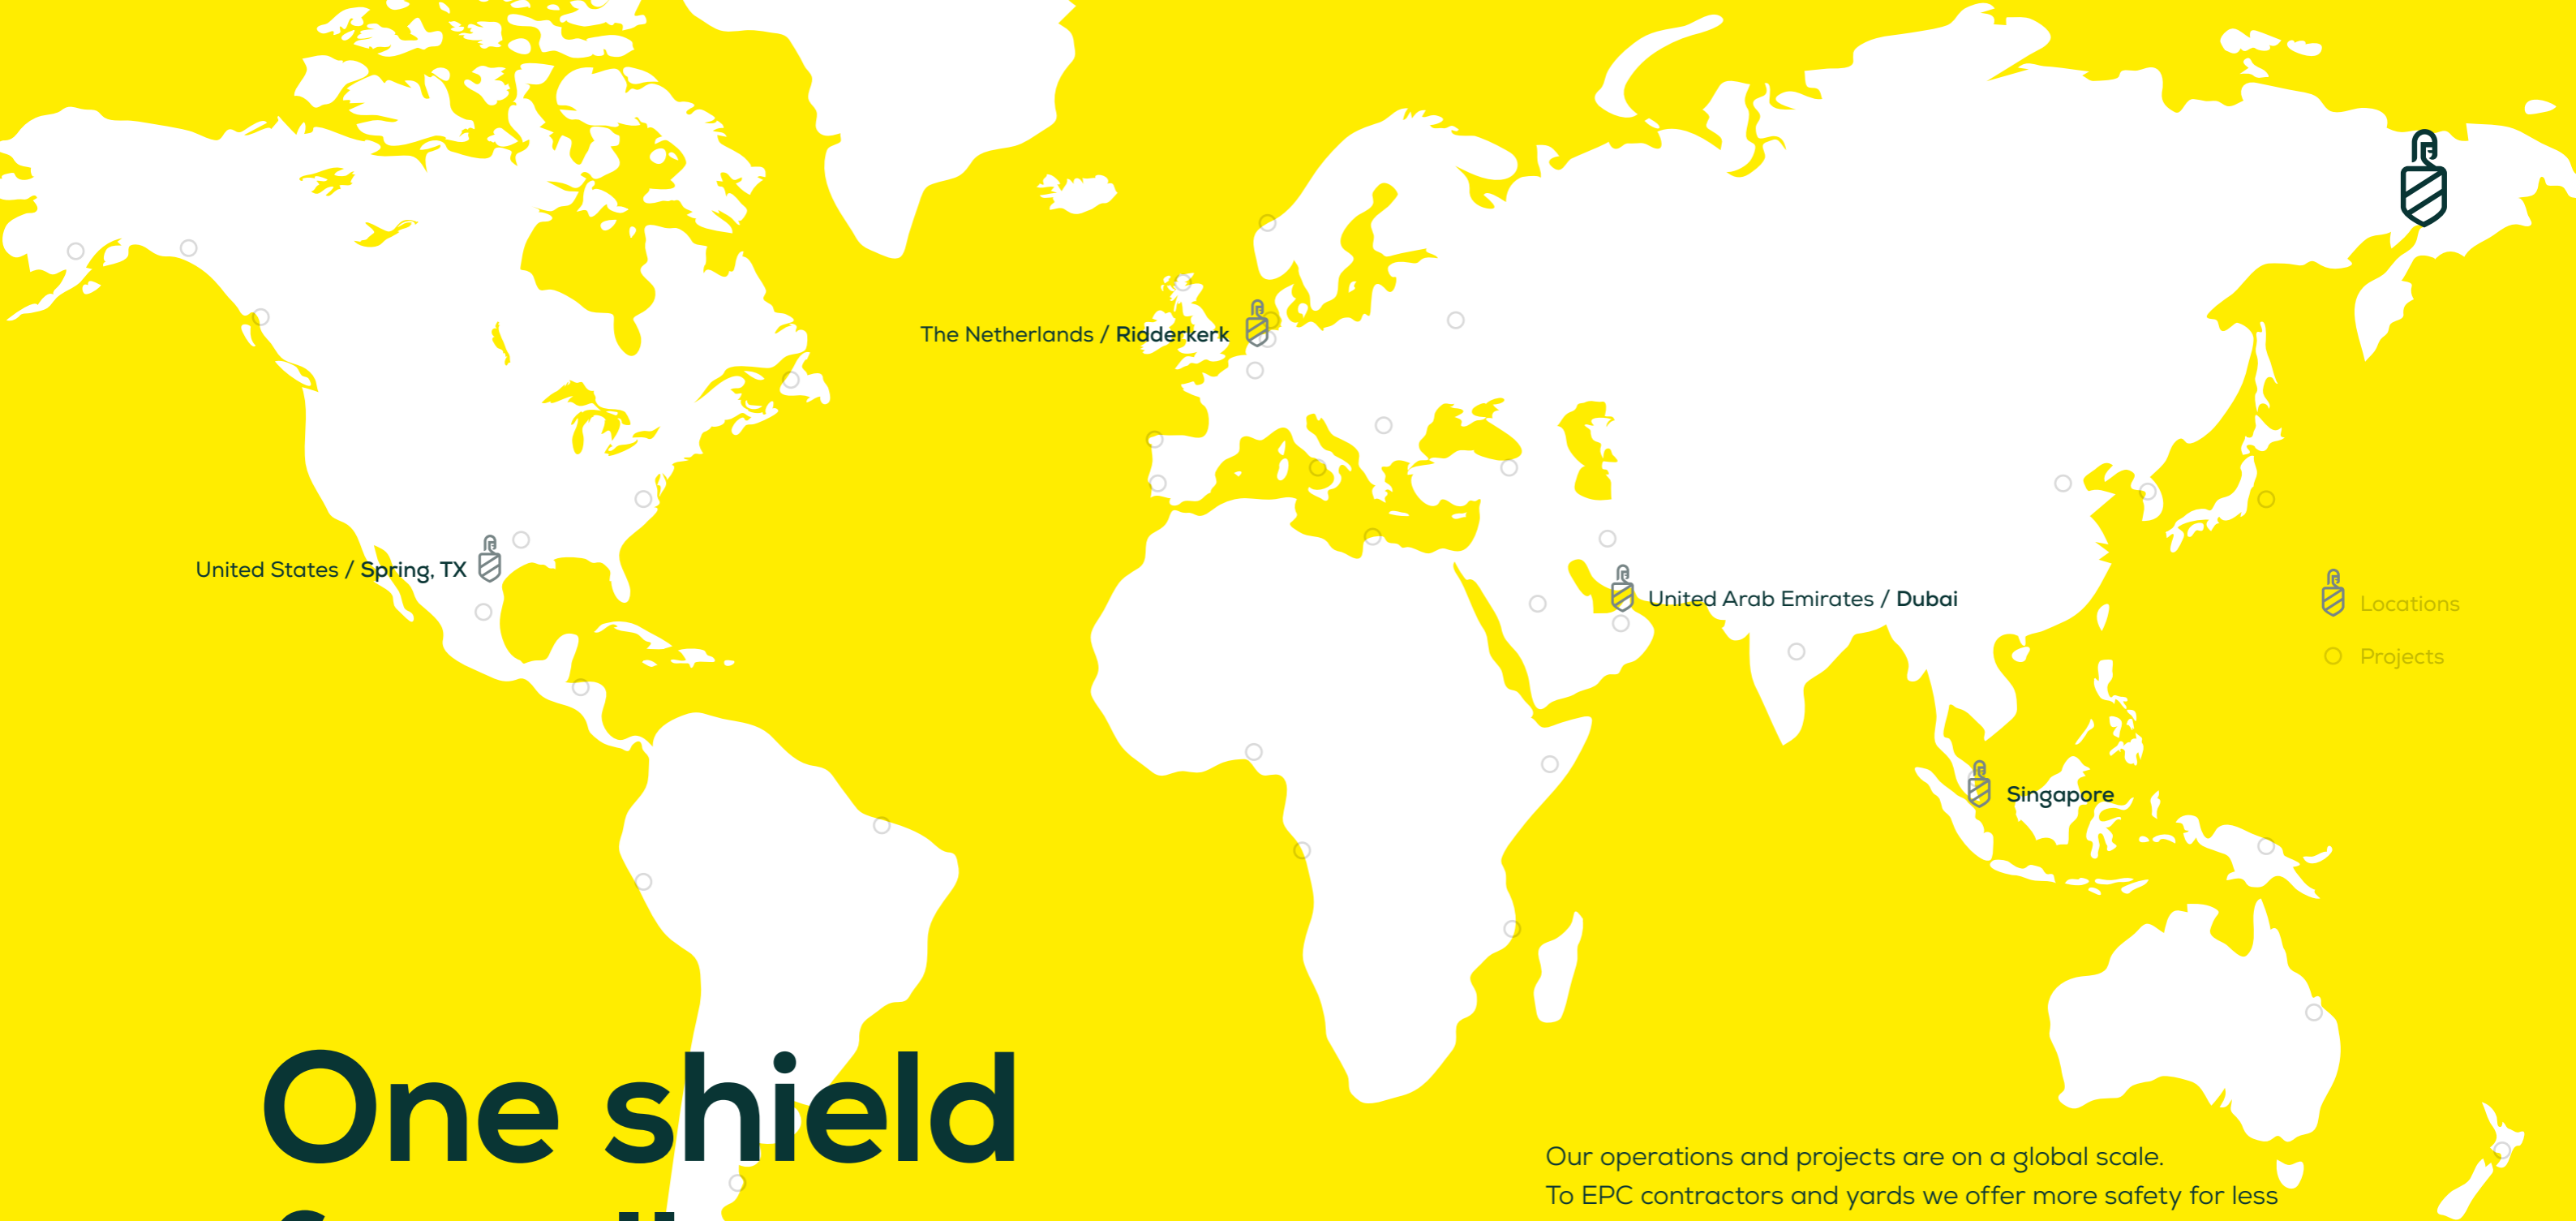 The Netherlands / Ridderkerk
United States / Spring, TX
United Arab Emirates / Dubai
Locations
Projects
Singapore
One shield
Our operations and projects are on a global scale.
To EPC contractors and yards we offer more safety for less